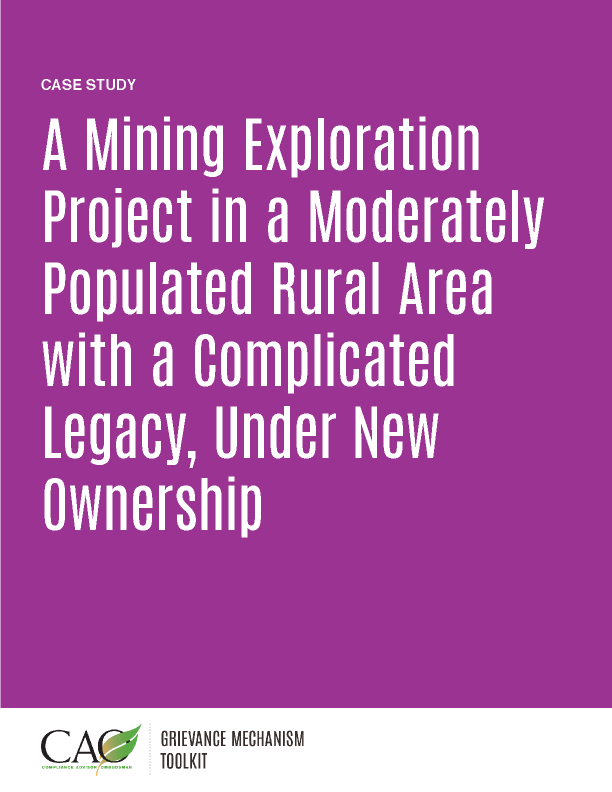 CASE STUDY
A Mining Exploration
Project in a Moderately
Populated Rural Area
with a Complicated
Legacy, Under New
Ownership
CAO
COMPLIANCE ADVISOR OMBUDSMAN
GRIEVANCE MECHANISM
TOOLKIT